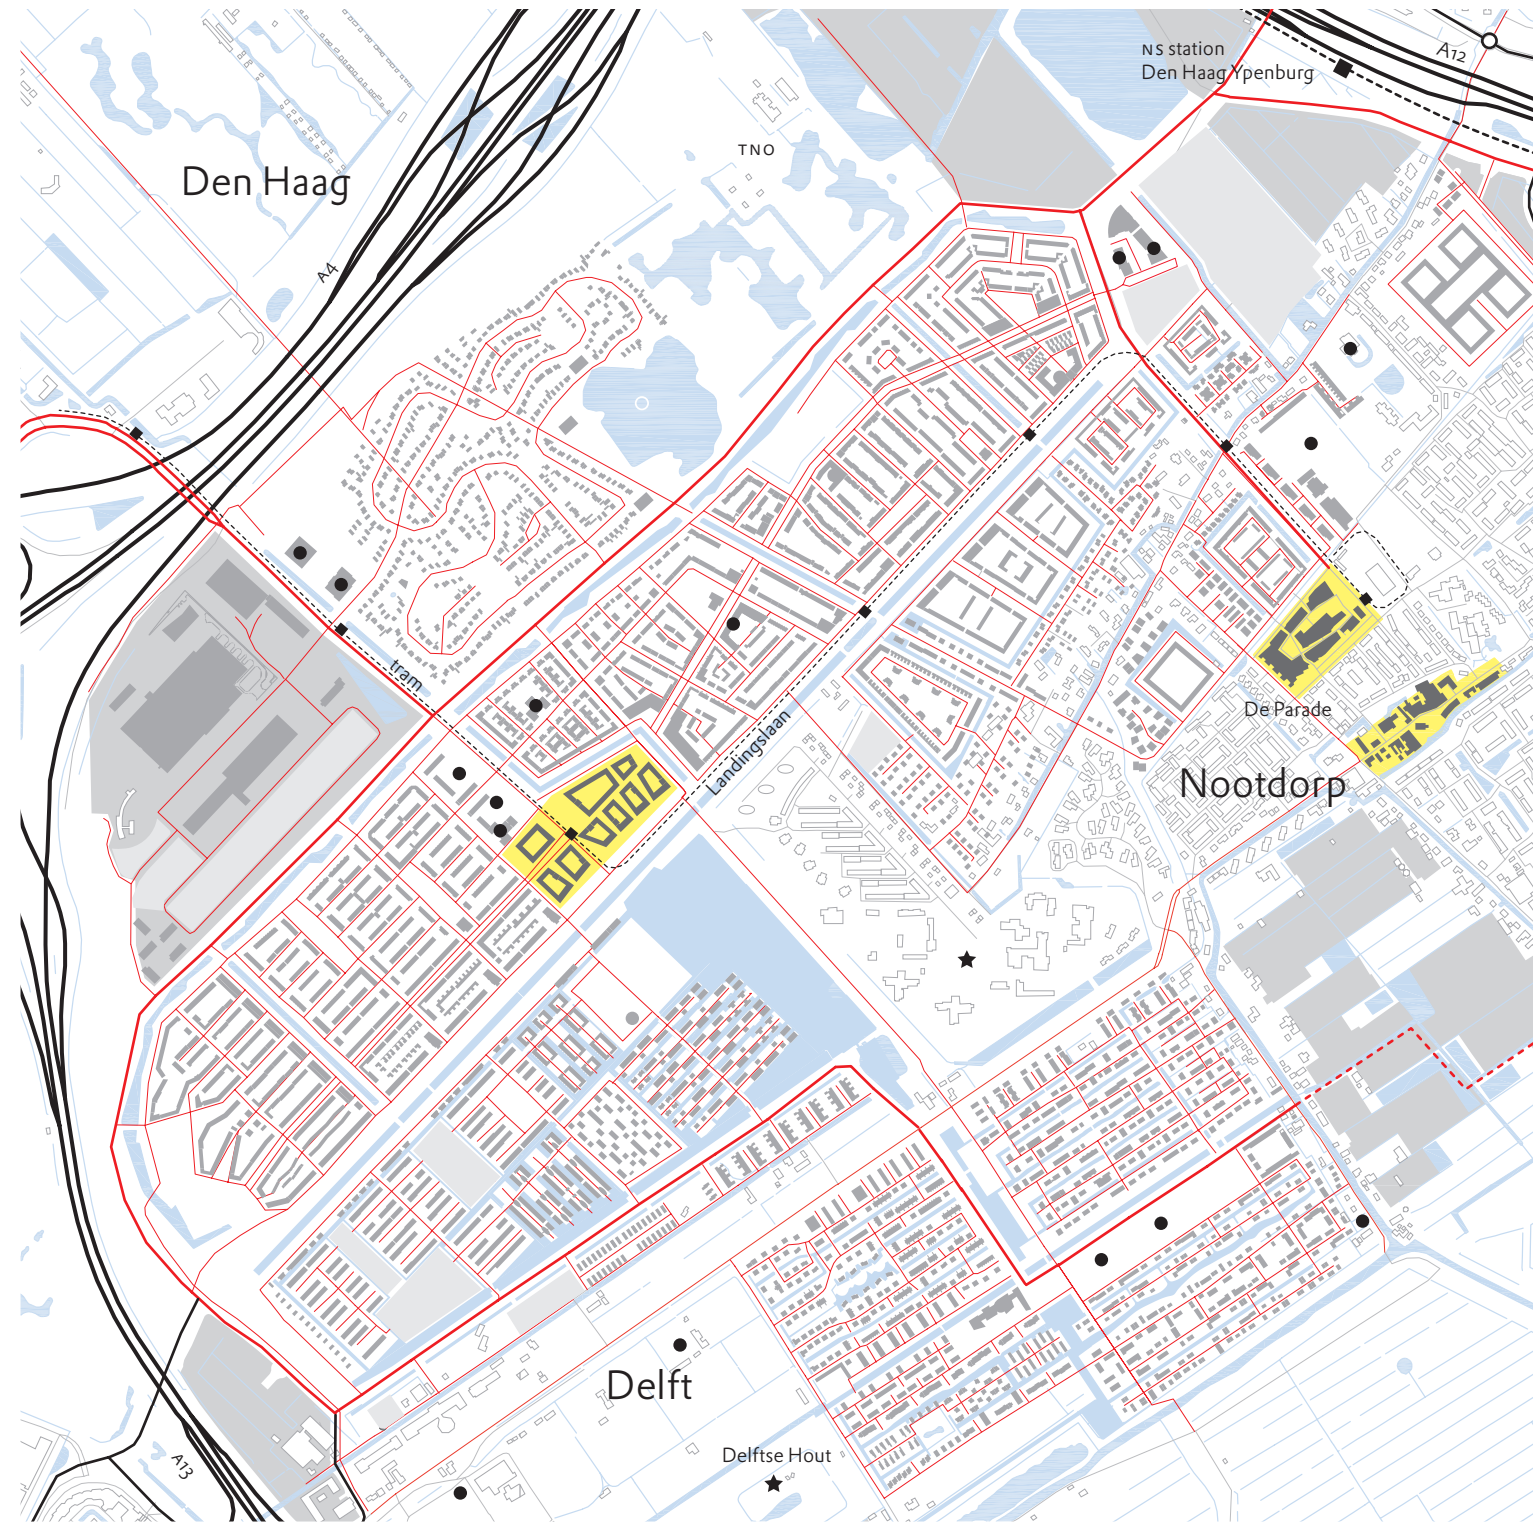 NS station
Den Haag Ypenburg
A12
TNO
Den Haag
A4
tram
Landingslaan
De Parade
Nootdorp
Delft
Delftse Hout
A13